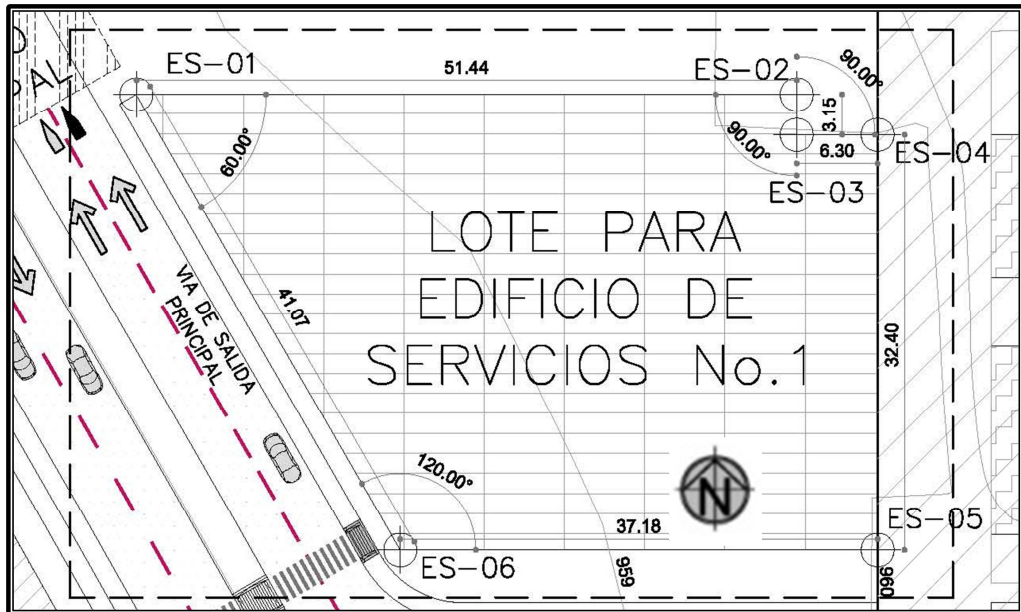 ES-01
51.44
ES-02
90.00°
3.15
90.00°
6.30
ES-04
ES-03
60.00°
LOTE PARA
EDIFICIO DE
SERVICIOS No.1
VIA DE SALIDA
PRINCIPAL
41.07
32.40
120.00°
N
37.18
ES-05
ES-06
959
960